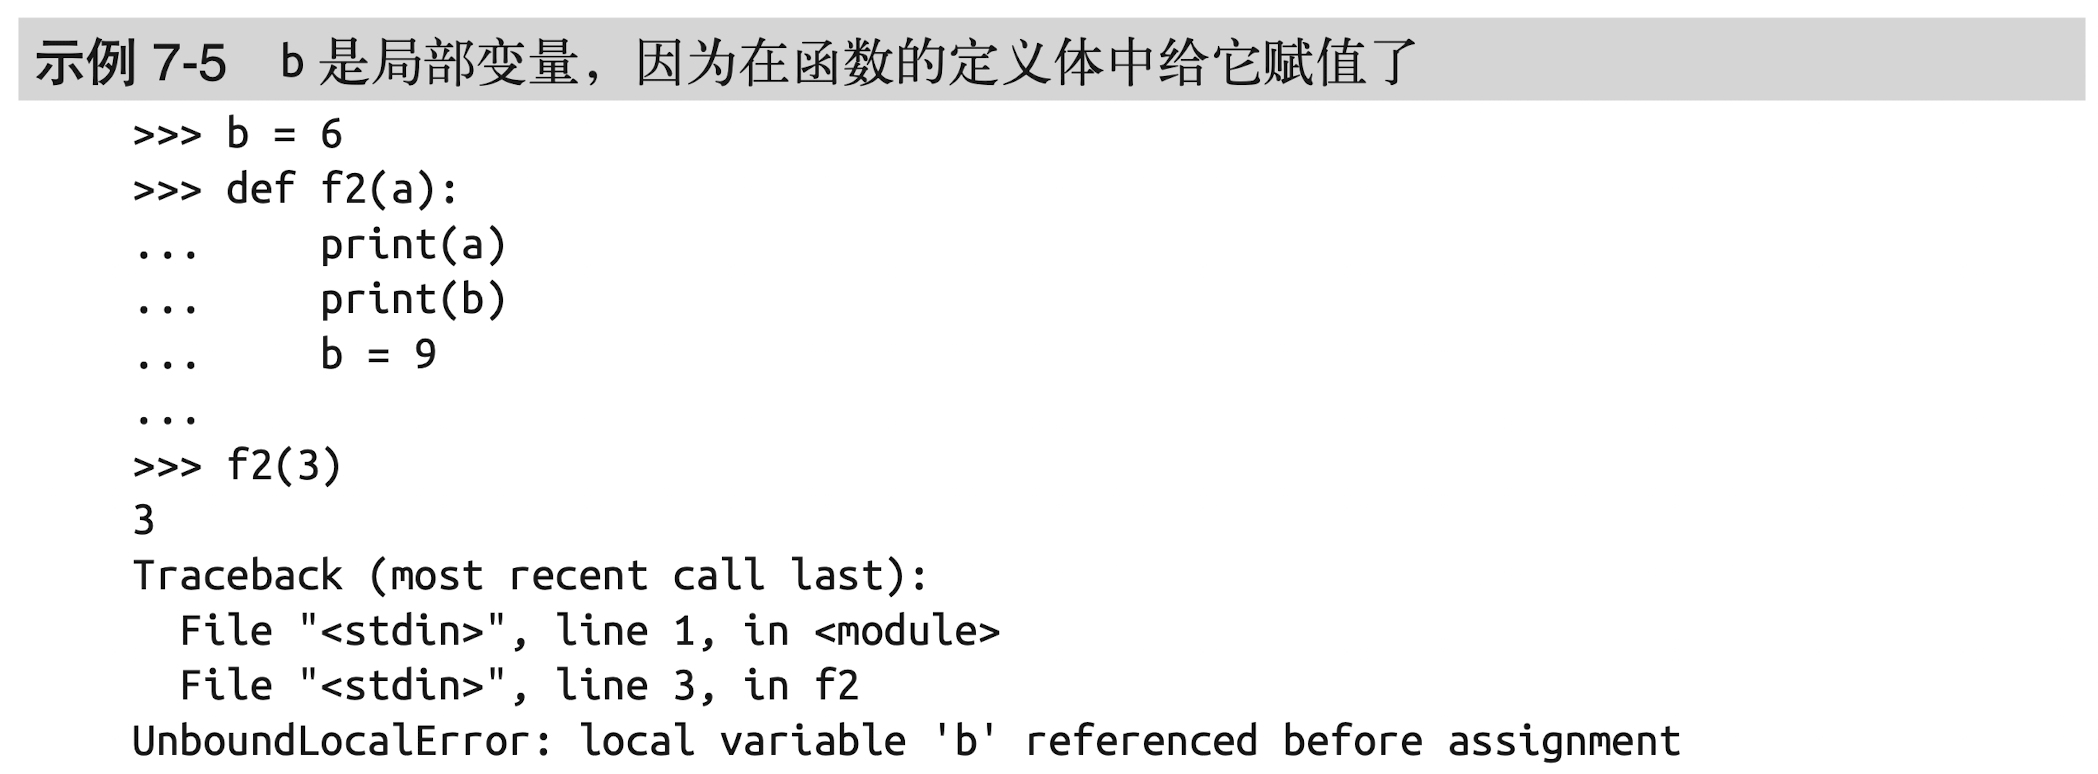 示例 7-5 b 是局部变量，因为在函数的定义体中给它赋值了
>>> b = 6
>>> def f2(a):
...     print(a)
...     print(b)
...     b = 9
...
>>> f2(3)
3
Traceback (most recent call last):
  File "<stdin>", line 1, in <module>
  File "<stdin>", line 3, in f2
UnboundLocalError: local variable 'b' referenced before assignment